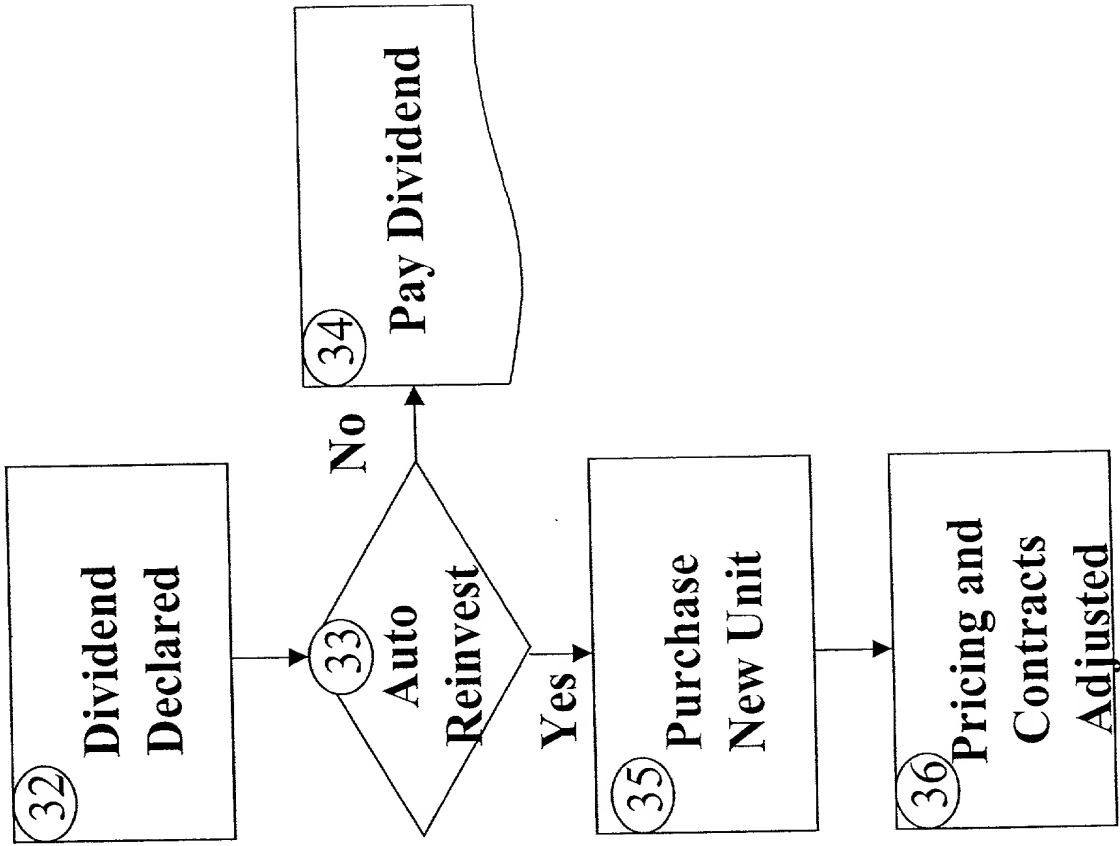 32
Dividend
Declared
33
Auto
Reinvest
No
34
Pay Dividend
Yes
35
Purchase
New Unit
36
Pricing and
Contracts
Adjusted